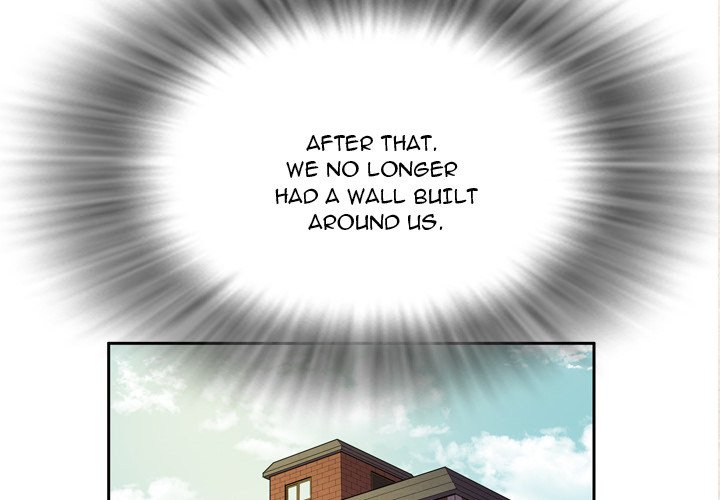 AFTER THAT,
WE NO LONGER
HAD A WALL BUILT
AROUND US.